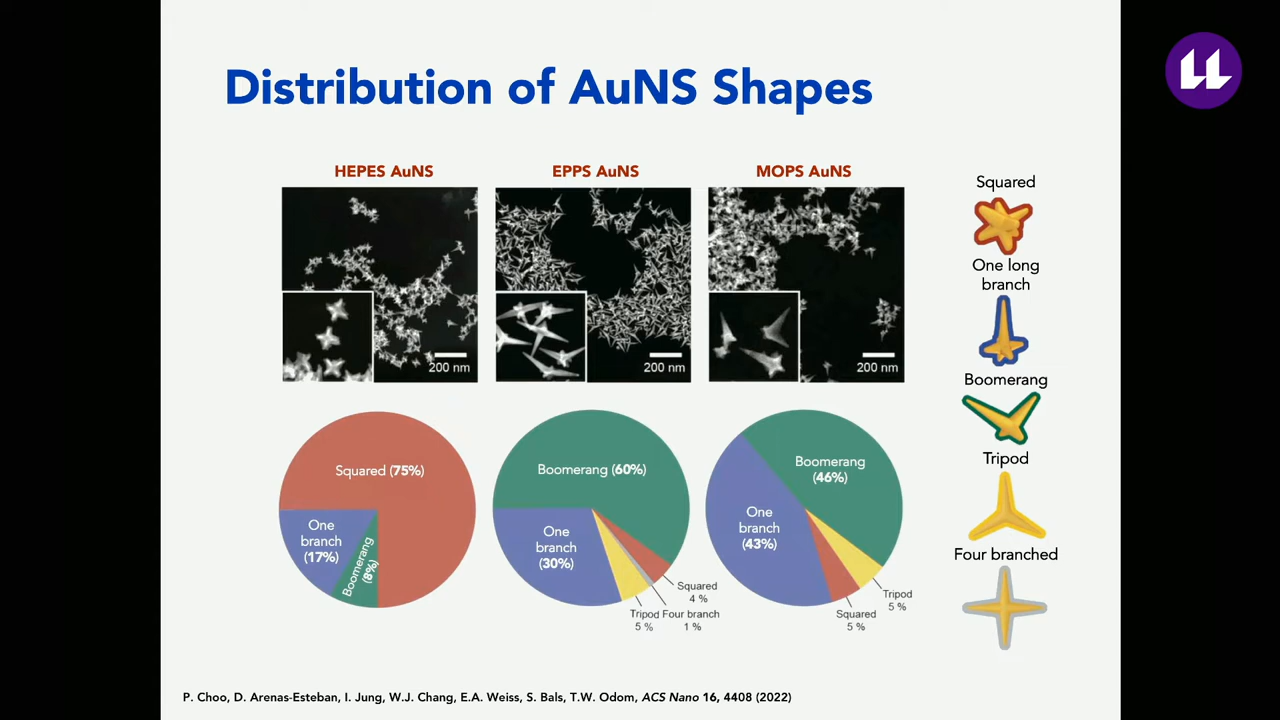 Distribution of AuNS Shapes
HEPES AuNS
EPPS AuNS
MOPS AuNS
200 nm
200 nm
200 nm
Squared
One long
branch
Boomerang
Tripod
Four branched
Squared (75%)
One
branch
(17%)
Boomerang
(8%)
Boomerang (60%)
One
branch
(30%)
Squared
4 %
Tripod
5 %
Four branch
1 %
Boomerang
(46%)
One
branch
(43%)
Tripod
5 %
Squared
5 %
P. Choo, D. Arenas-Esteban, I. Jung, W.J. Chang, E.A. Weiss, S. Bals, T.W. Odom, ACS Nano 16, 4408 (2022)